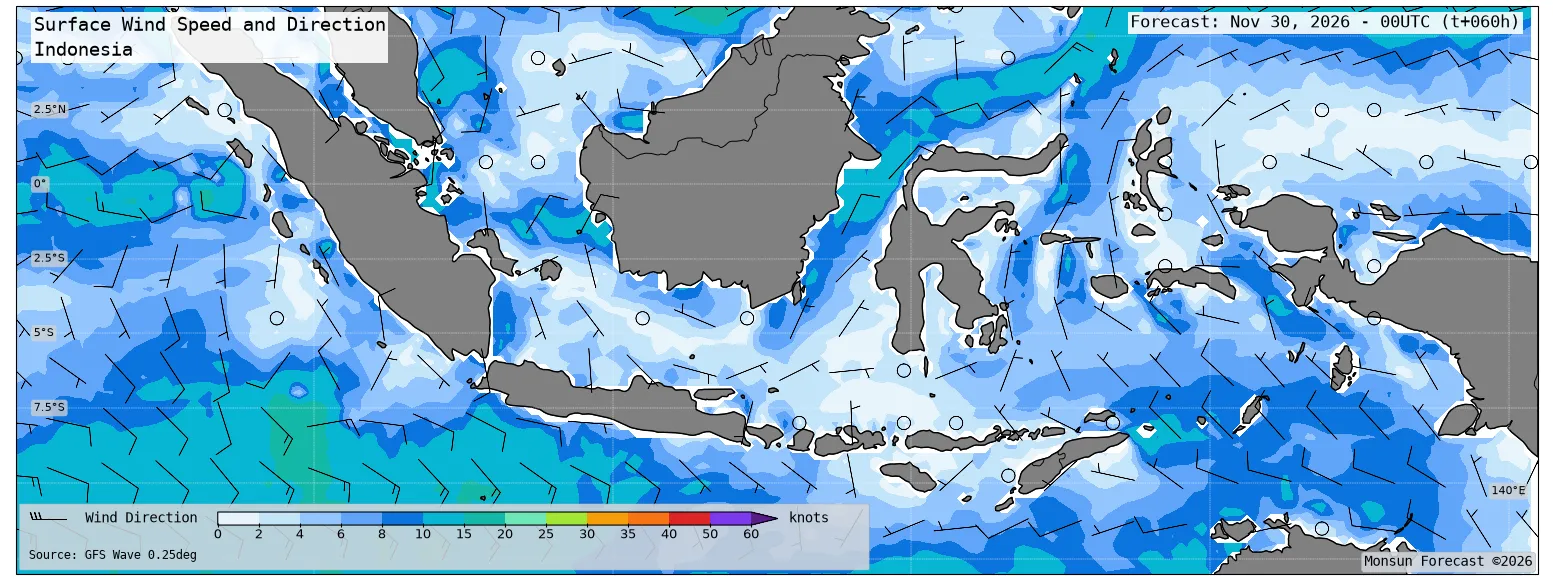 Surface Wind Speed and Direction
Indonesia
Forecast: Nov 30, 2026 - 00UTC (t+060h)
2.5°N
0°
2.5°S
5°S
7.5°S
140°E
Wind Direction
0 2 4 6 8 10 15 20 25 30 35 40 50 60
knots
Source: GFS Wave 0.25deg
Monsun Forecast ©2026